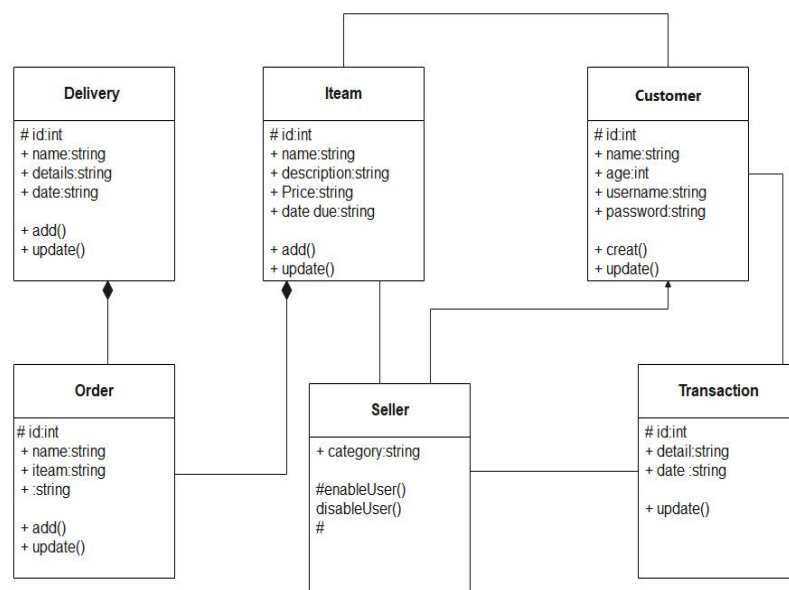 Delivery
# id:int
+ name:string
+ details:string
+ date:string
+ add()
+ update()
Iteam
# id:int
+ name:string
+ description:string
+ Price:string
+ date due:string
+ add()
+ update()
Customer
# id:int
+ name:string
+ age:int
+ username:string
+ password:string
+ creat()
+ update()
Order
# id:int
+ name:string
+ iteam:string
+ :string
+ add()
+ update()
Seller
+ category:string
#enableUser()
disableUser()
#
Transaction
# id:int
+ detail:string
+ date :string
+ update()